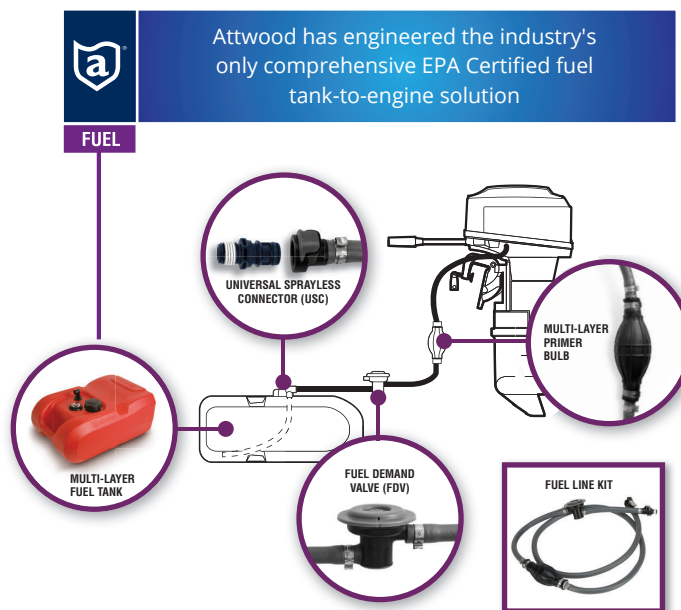 Attwood has engineered the industry's
only comprehensive EPA Certified fuel
tank-to-engine solution
a®
FUEL
UNIVERSAL SPRAYLESS
CONNECTOR (USC)
MULTI-LAYER
PRIMER
BULB
MULTI-LAYER
FUEL TANK
FUEL DEMAND
VALVE (FDV)
FUEL LINE KIT